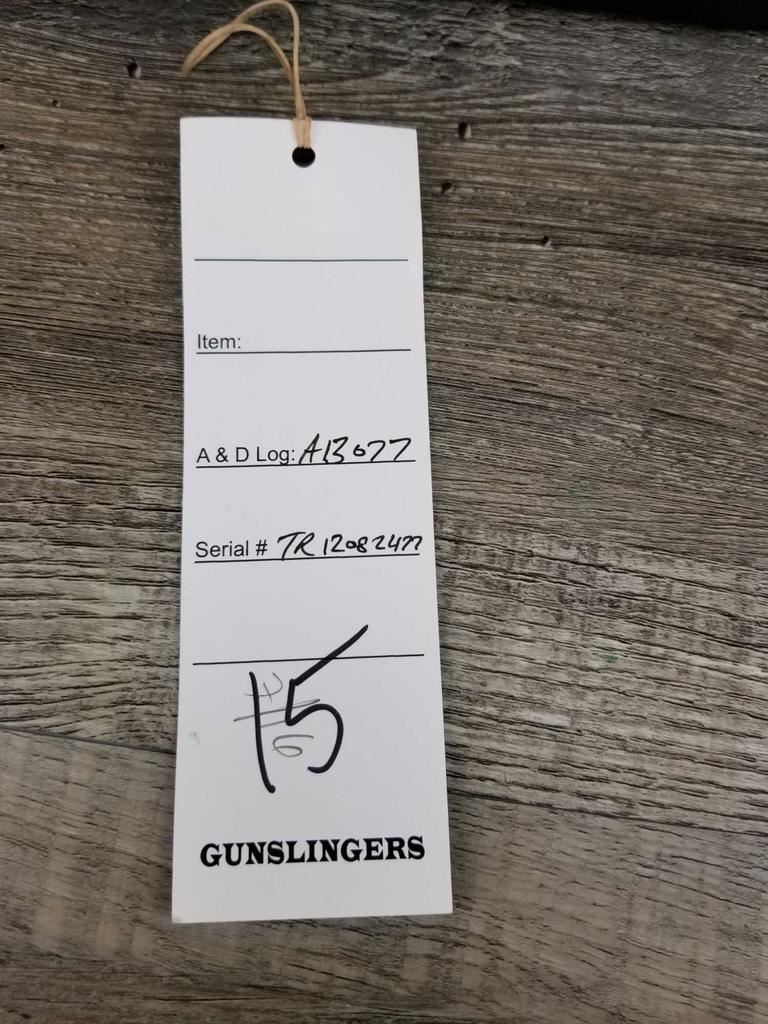 Item:
A & D Log: A13077
Serial # TR12082477
15
GUNSLINGERS